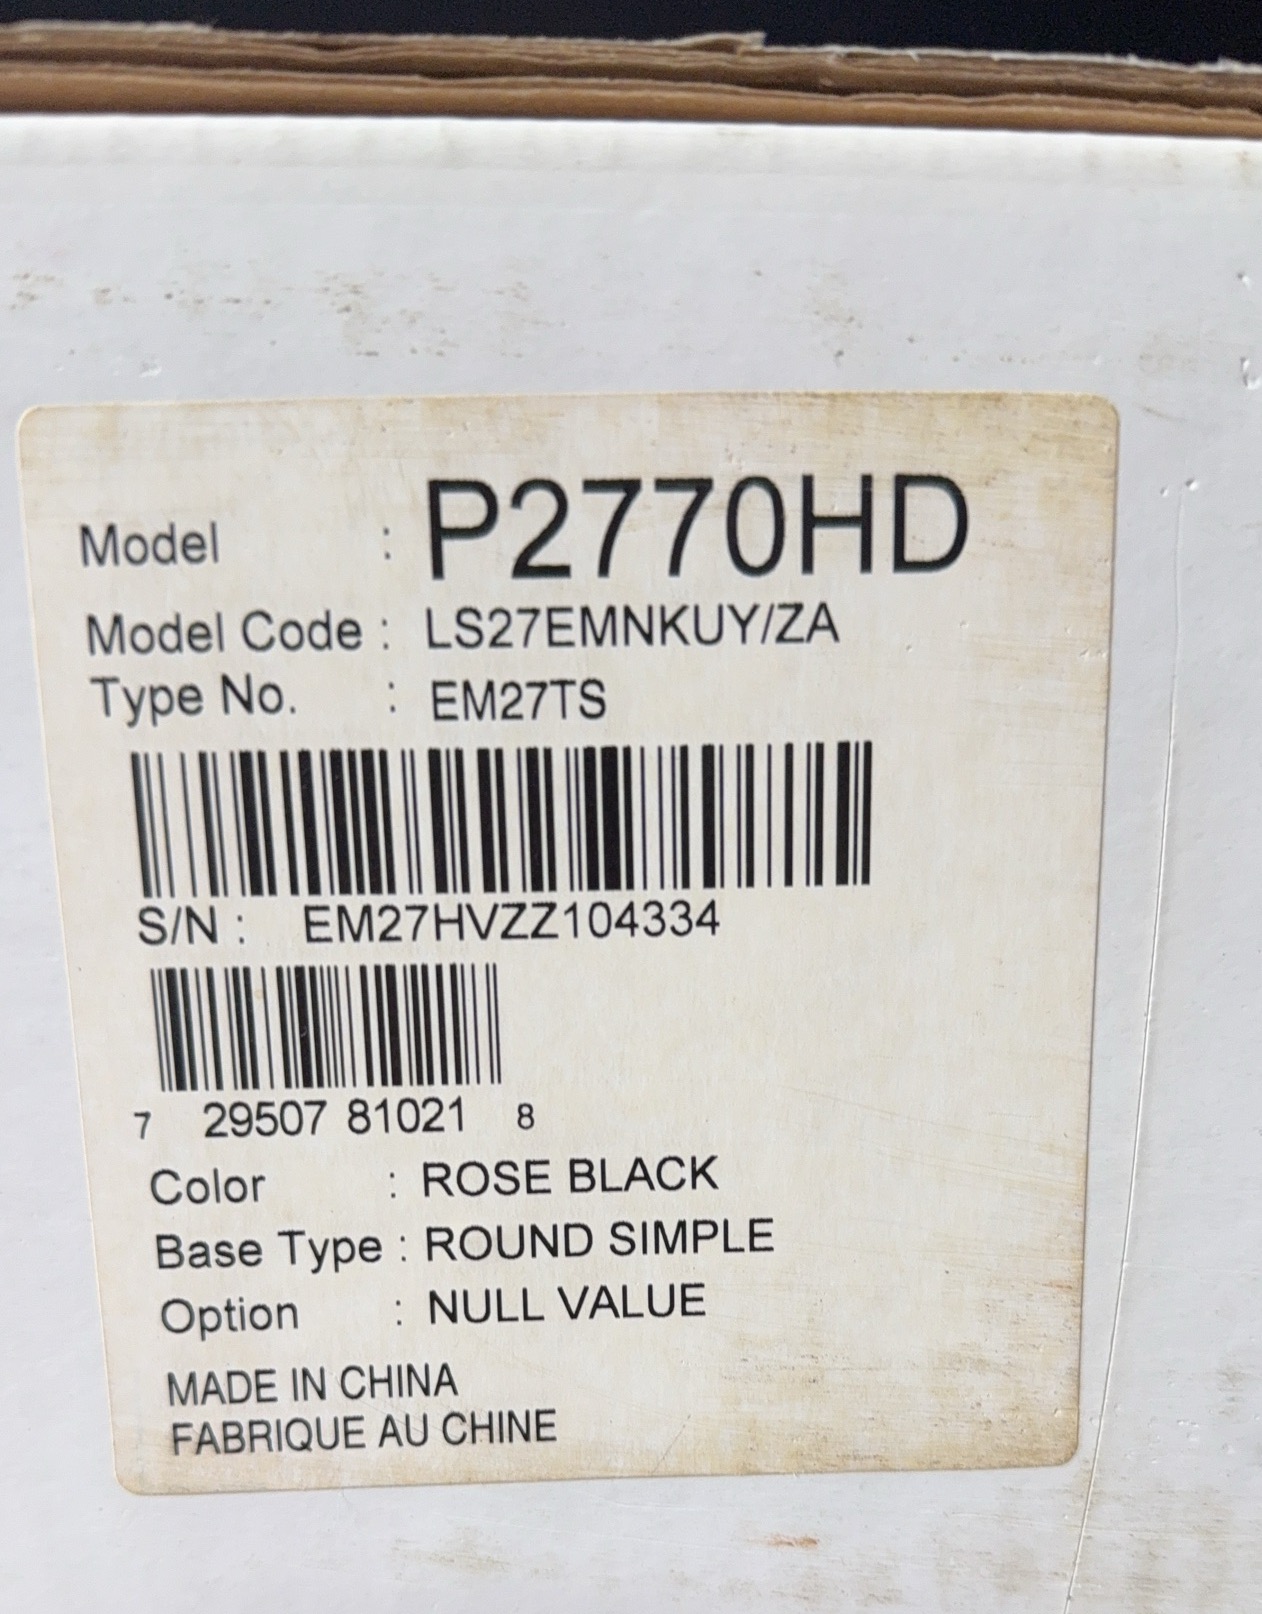 Model : P2770HD
Model Code : LS27EMNKUY/ZA
Type No. : EM27TS
S/N : EM27HVZZ104334
7 29507 81021 8
Color : ROSE BLACK
Base Type : ROUND SIMPLE
Option : NULL VALUE
MADE IN CHINA
FABRIQUE AU CHINE